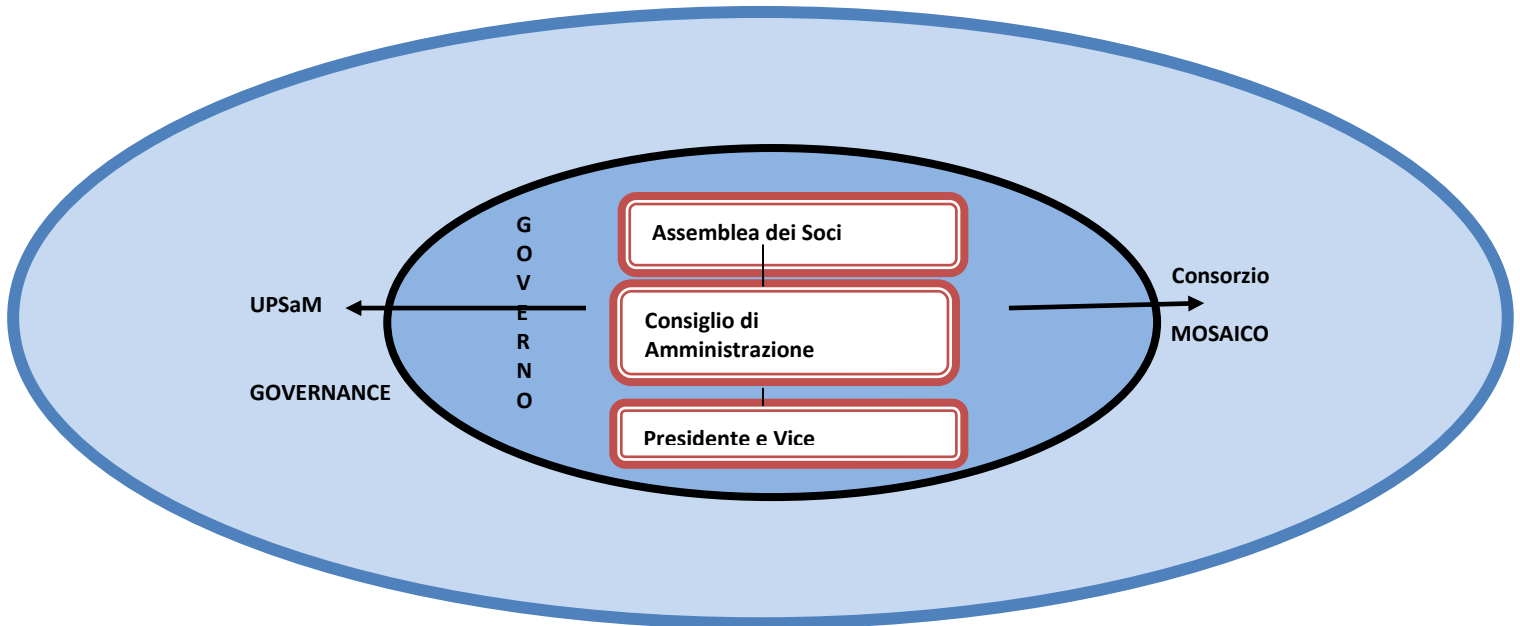 G
O
V
E
R
N
O
Assemblea dei Soci
Consiglio di
Amministrazione
Presidente e Vice
UPSaM
GOVERNANCE
Consorzio
MOSAICO